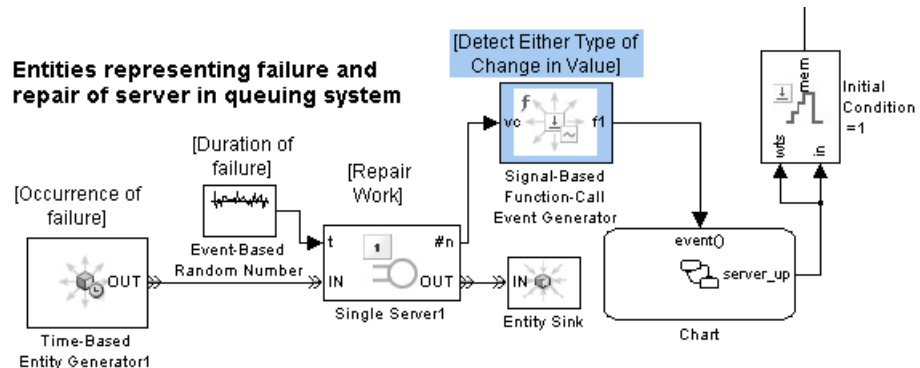 [Detect Either Type of
Change in Value]
Entities representing failure and
repair of server in queuing system
mem
wts
in
Initial
Condition
=1
f
vc
f1
Signal-Based
Function-Call
Event Generator
[Duration of
failure]
[Repair
Work]
[Occurrence of
failure]
Event-Based
Random Number
t
1
#n
IN
OUT
Single Server1
OUT
Time-Based
Entity Generator1
IN
Entity Sink
event()
server_up
Chart